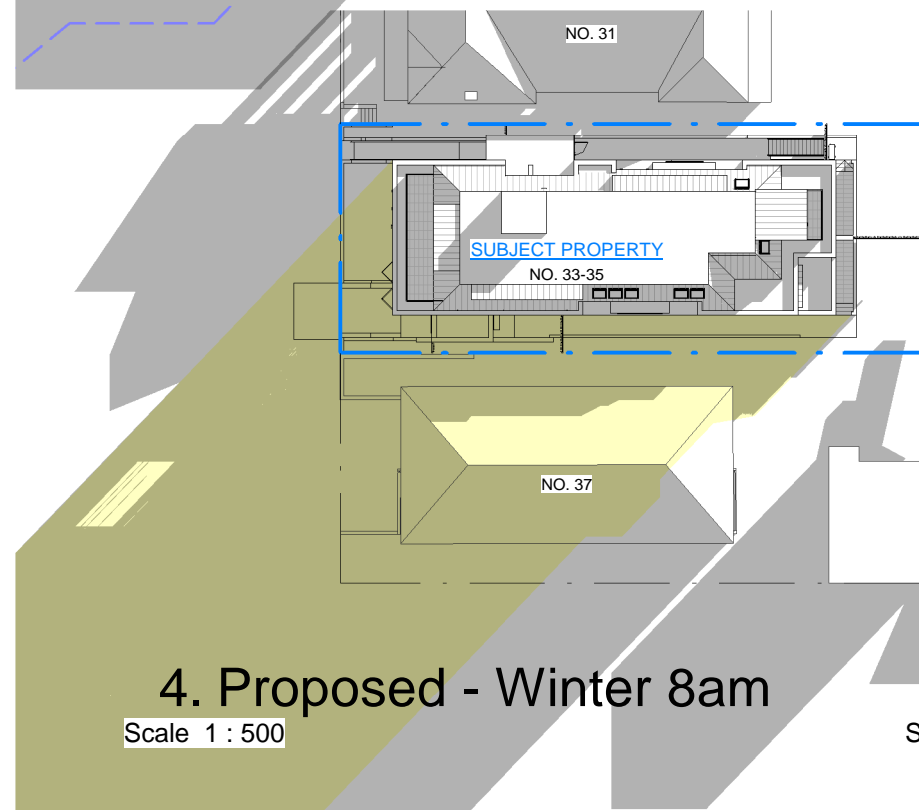 NO. 31
SUBJECT PROPERTY
NO. 33-35
NO. 37
4. Proposed - Winter 8am
Scale 1 : 500
S